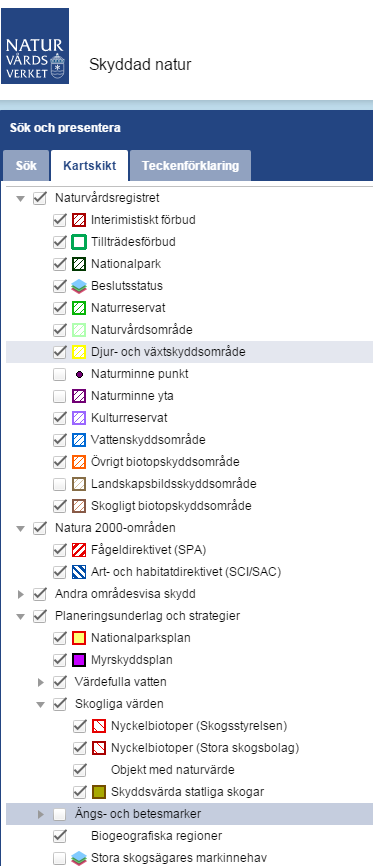 NATUR
VÅRDS
VERKET
Skyddad natur
Sök och presentera
Sök Kartskikt Teckenförklaring
Naturvårdsregistret
Interimistiskt förbud
Tillträdesförbud
Nationalpark
Beslutsstatus
Naturreservat
Naturvårdsområde
Djur- och växtskyddsområde
Naturminne punkt
Naturminne yta
Kulturreservat
Vattenskyddsområde
Övrigt biotopskyddsområde
Landskapsbildsskyddsområde
Skogligt biotopskyddsområde
Natura 2000-områden
Fågeldirektivet (SPA)
Art- och habitatdirektivet (SCI/SAC)
Andra områdesvisa skydd
Planeringsunderlag och strategier
Nationalparksplan
Myrskyddsplan
Värdefulla vatten
Skogliga värden
Nyckelbiotoper (Skogsstyrelsen)
Nyckelbiotoper (Stora skogsbolag)
Objekt med naturvärde
Skyddsvärda statliga skogar
Ängs- och betesmarker
Biogeografiska regioner
Stora skogsägares markinnehav